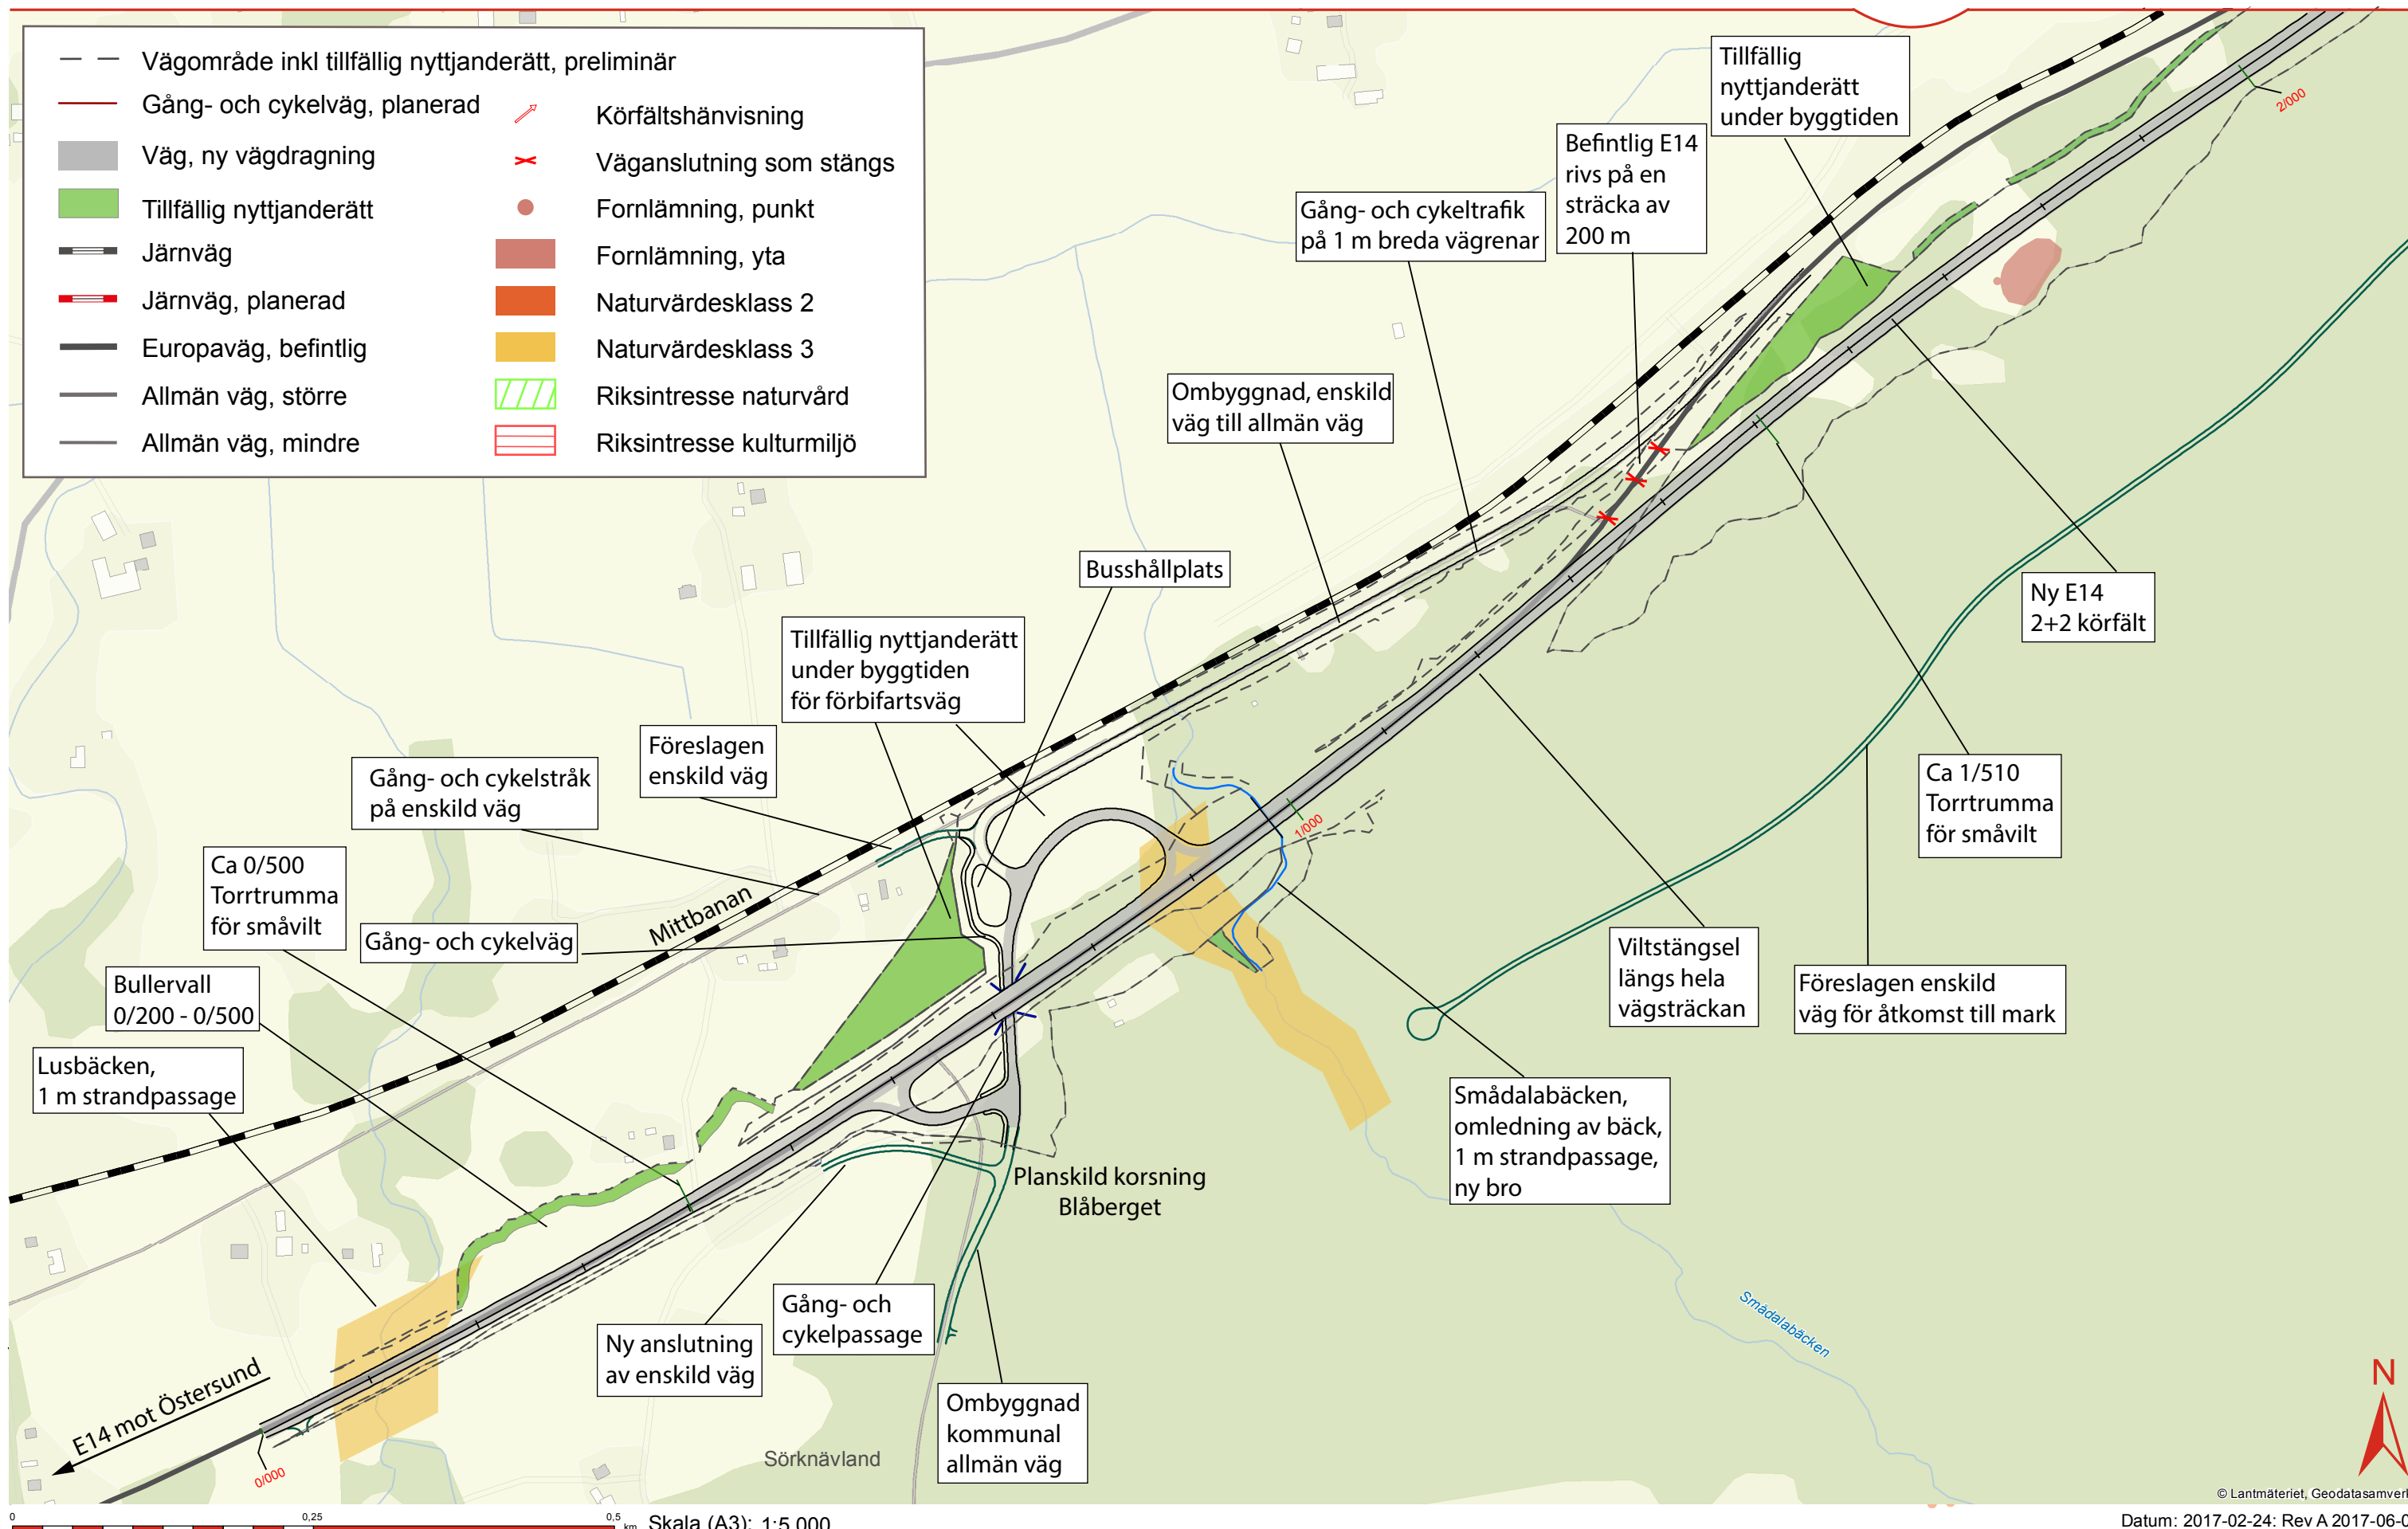 Vägområde inkl tillfällig nyttjanderätt, preliminär
Gång- och cykelväg, planerad
Väg, ny vägdragning
Tillfällig nyttjanderätt
Järnväg
Järnväg, planerad
Europaväg, befintlig
Allmän väg, större
Allmän väg, mindre
Körfältshänvisning
Väganslutning som stängs
Fornlämning, punkt
Fornlämning, yta
Naturvärdesklass 2
Naturvärdesklass 3
Riksintresse naturvård
Riksintresse kulturmiljö
Tillfällig
nyttjanderätt
under byggtiden
2/000
Befintlig E14
rivs på en
sträcka av
200 m
Gång- och cykeltrafik
på 1 m breda vägrenar
Ombyggnad, enskild
väg till allmän väg
Busshållplats
Ny E14
2+2 körfält
Tillfällig nyttjanderätt
under byggtiden
för förbifartsväg
Föreslagen
enskild väg
Gång- och cykelstråk
på enskild väg
Ca 1/510
Torrtrumma
för småvilt
1/000
Ca 0/500
Torrtrumma
för småvilt
Mittbanan
Gång- och cykelväg
Viltstängsel
längs hela
vägsträckan
Föreslagen enskild
väg för åtkomst till mark
Bullervall
0/200 - 0/500
Lusbäcken,
1 m strandpassage
Smådalabäcken,
omledning av bäck,
1 m strandpassage,
ny bro
Planskild korsning
Blåberget
Gång- och
cykelpassage
Ny anslutning
av enskild väg
Smådalabäcken
E14 mot Östersund
Ombyggnad
kommunal
allmän väg
Sörknävland
0/000
N
© Lantmäteriet, Geodatasamverk
0 0,25 0,5 km
Skala (A3): 1:5 000
Datum: 2017-02-24: Rev A 2017-06-0